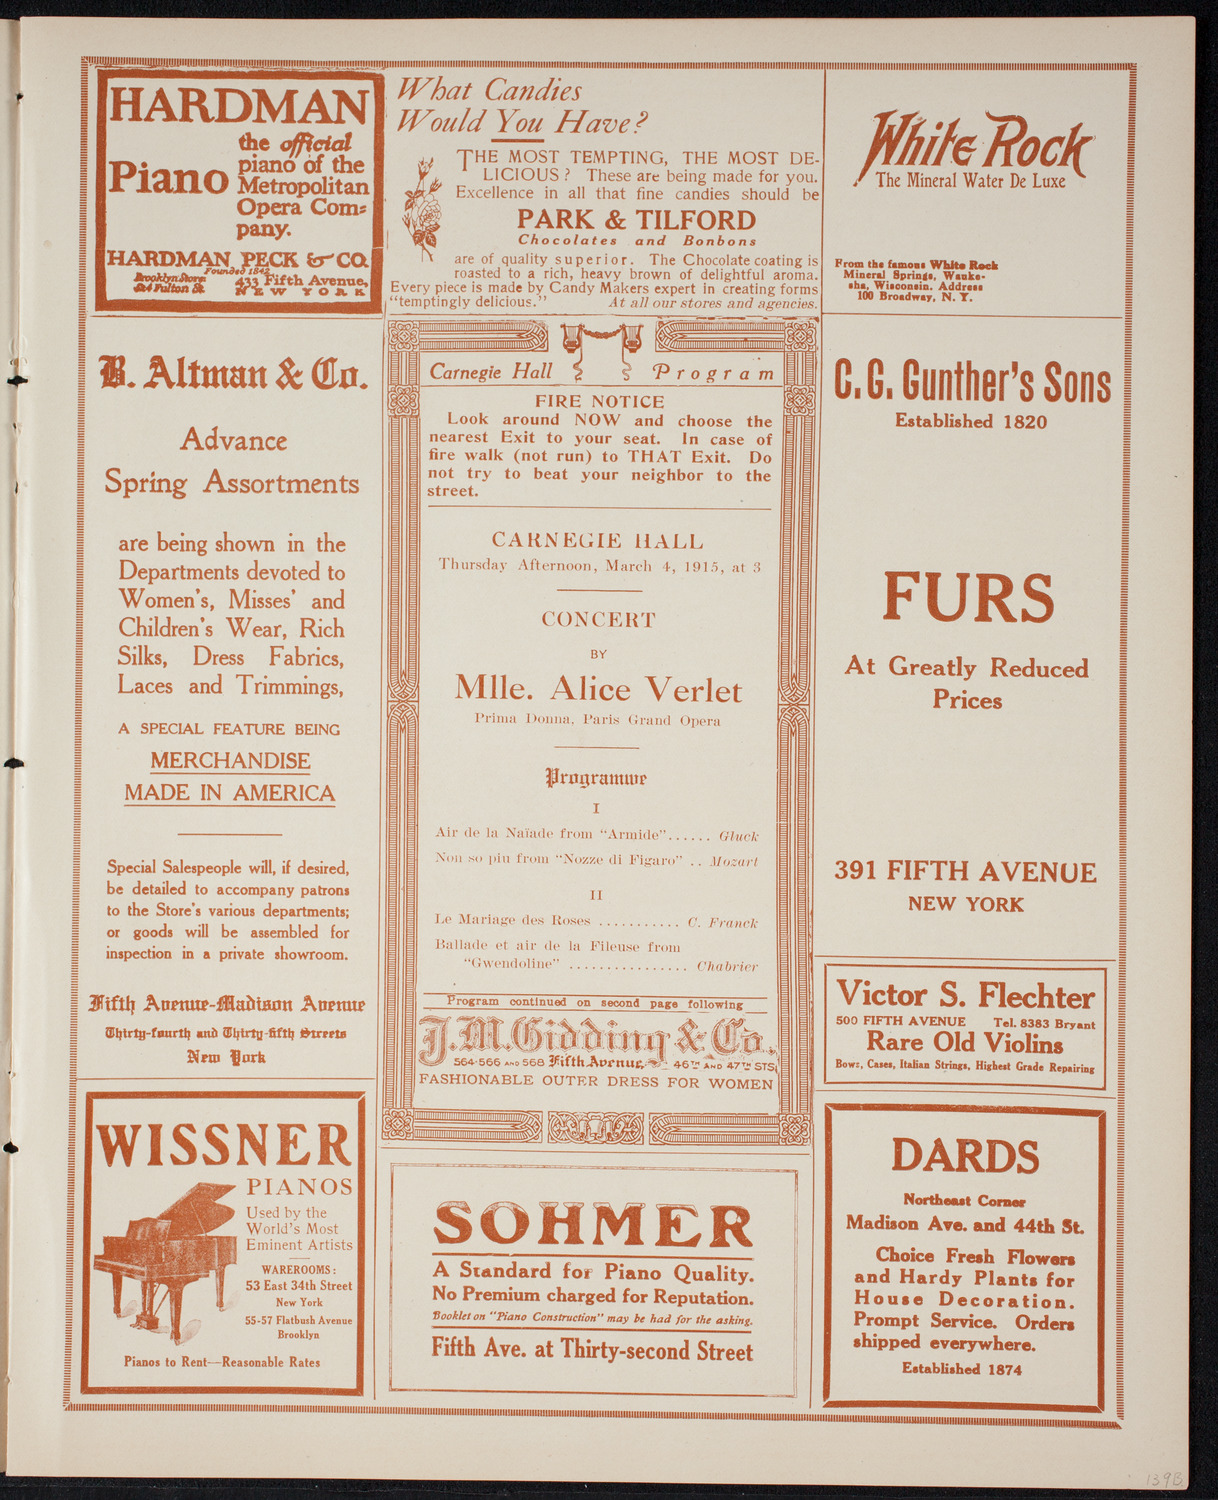 HARDMAN
Piano
the official
piano of the
Metropolitan
Opera Com=
pany.
HARDMAN, PECK & CO.
Founded 1842
Brooklyn Store
524 Fulton St.
433 Fifth Avenue,
NEW YORK
What Candies
Would You Have?
THE MOST TEMPTING, THE MOST DE-
LICIOUS? These are being made for you.
Excellence in all that fine candies should be
PARK & TILFORD
Chocolates and Bonbons
are of quality superior. The Chocolate coating is
roasted to a rich, heavy brown of delightful aroma.
Every piece is made by Candy Makers expert in creating forms
"temptingly delicious." At all our stores and agencies.
White Rock
The Mineral Water De Luxe
From the famous White Rock
Mineral Springs, Wauke-
sha, Wisconsin. Address
100 Broadway, N. Y.
B. Altman & Co.
Advance
Spring Assortments
are being shown in the
Departments devoted to
Women's, Misses' and
Children's Wear, Rich
Silks, Dress Fabrics,
Laces and Trimmings,
A SPECIAL FEATURE BEING
MERCHANDISE
MADE IN AMERICA
Special Salespeople will, if desired,
be detailed to accompany patrons
to the Store's various departments;
or goods will be assembled for
inspection in a private showroom.
Fifth Avenue-Madison Avenue
Thirty-fourth and Thirty-fifth Streets
New York
Carnegie Hall Program
FIRE NOTICE
Look around NOW and choose the
nearest Exit to your seat. In case of
fire walk (not run) to THAT Exit. Do
not try to beat your neighbor to the
street.
CARNEGIE HALL
Thursday Afternoon, March 4, 1915, at 3
CONCERT
BY
Mlle. Alice Verlet
Prima Donna, Paris Grand Opera
Programme
I
Air de la Naïade from "Armide"...... Gluck
Non so piu from "Nozze di Figaro" .. Mozart
II
Le Mariage des Roses ........... C. Franck
Ballade et air de la Fileuse from
"Gwendoline" ................ Chabrier
Program continued on second page following
J.M. Gidding & Co.
564-566 AND 568 Fifth Avenue, 46TH AND 47TH STS.
FASHIONABLE OUTER DRESS FOR WOMEN
C. G. Gunther's Sons
Established 1820
FURS
At Greatly Reduced
Prices
391 FIFTH AVENUE
NEW YORK
Victor S. Flechter
500 FIFTH AVENUE Tel. 8383 Bryant
Rare Old Violins
Bows, Cases, Italian Strings, Highest Grade Repairing
WISSNER
PIANOS
Used by the
World's Most
Eminent Artists
WAREROOMS:
53 East 34th Street
New York
55-57 Flatbush Avenue
Brooklyn
Pianos to Rent—Reasonable Rates
SOHMER
A Standard for Piano Quality.
No Premium charged for Reputation.
Booklet on "Piano Construction" may be had for the asking.
Fifth Ave. at Thirty-second Street
DARDS
Northeast Corner
Madison Ave. and 44th St.
Choice Fresh Flowers
and Hardy Plants for
House Decoration.
Prompt Service. Orders
shipped everywhere.
Established 1874
139B